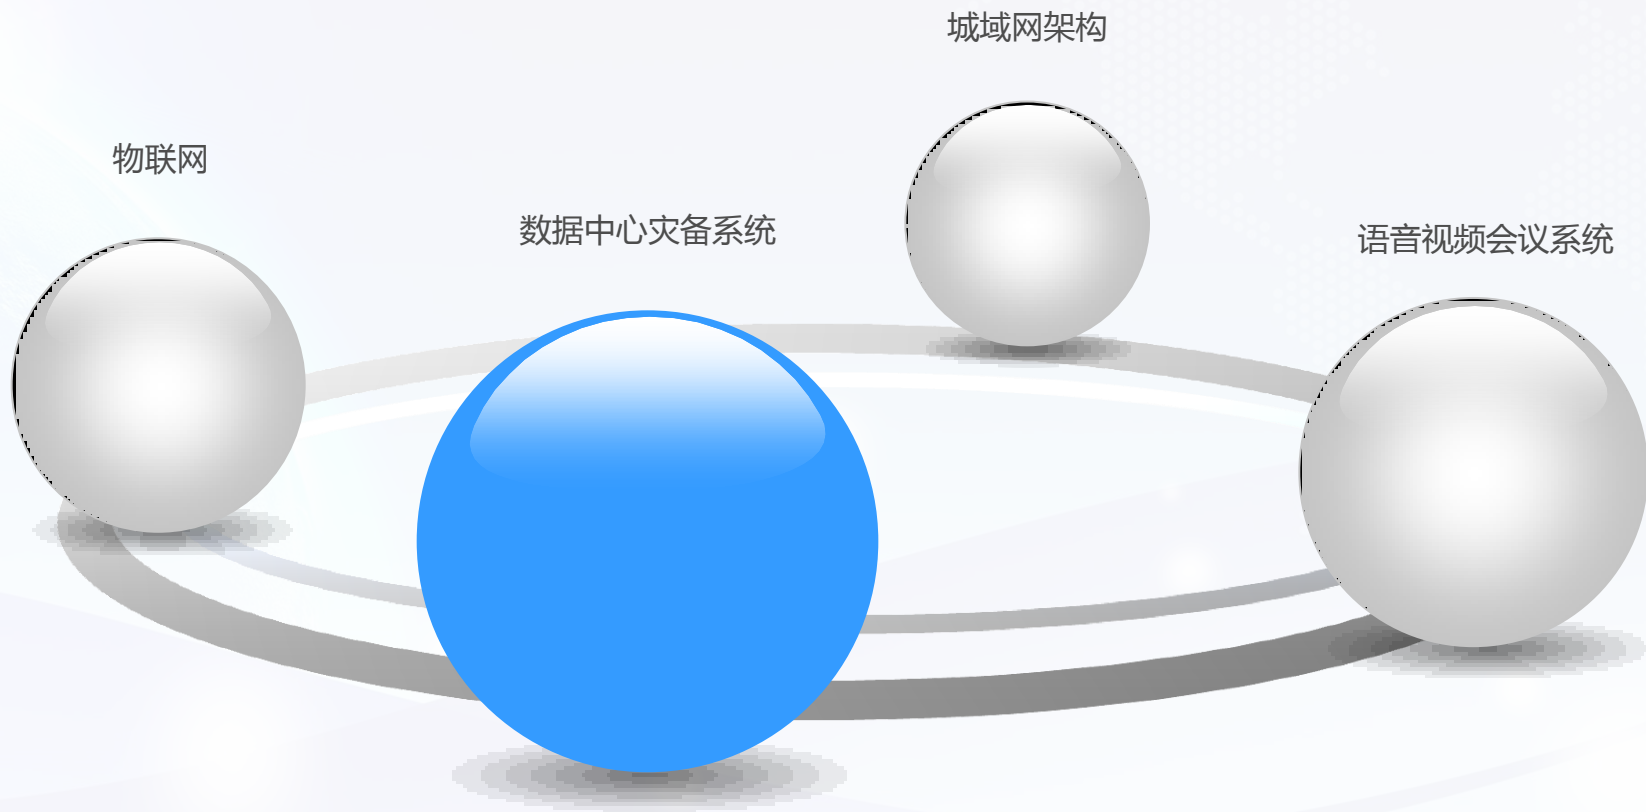 城域网架构
物联网
数据中心灾备系统
语音视频会议系统